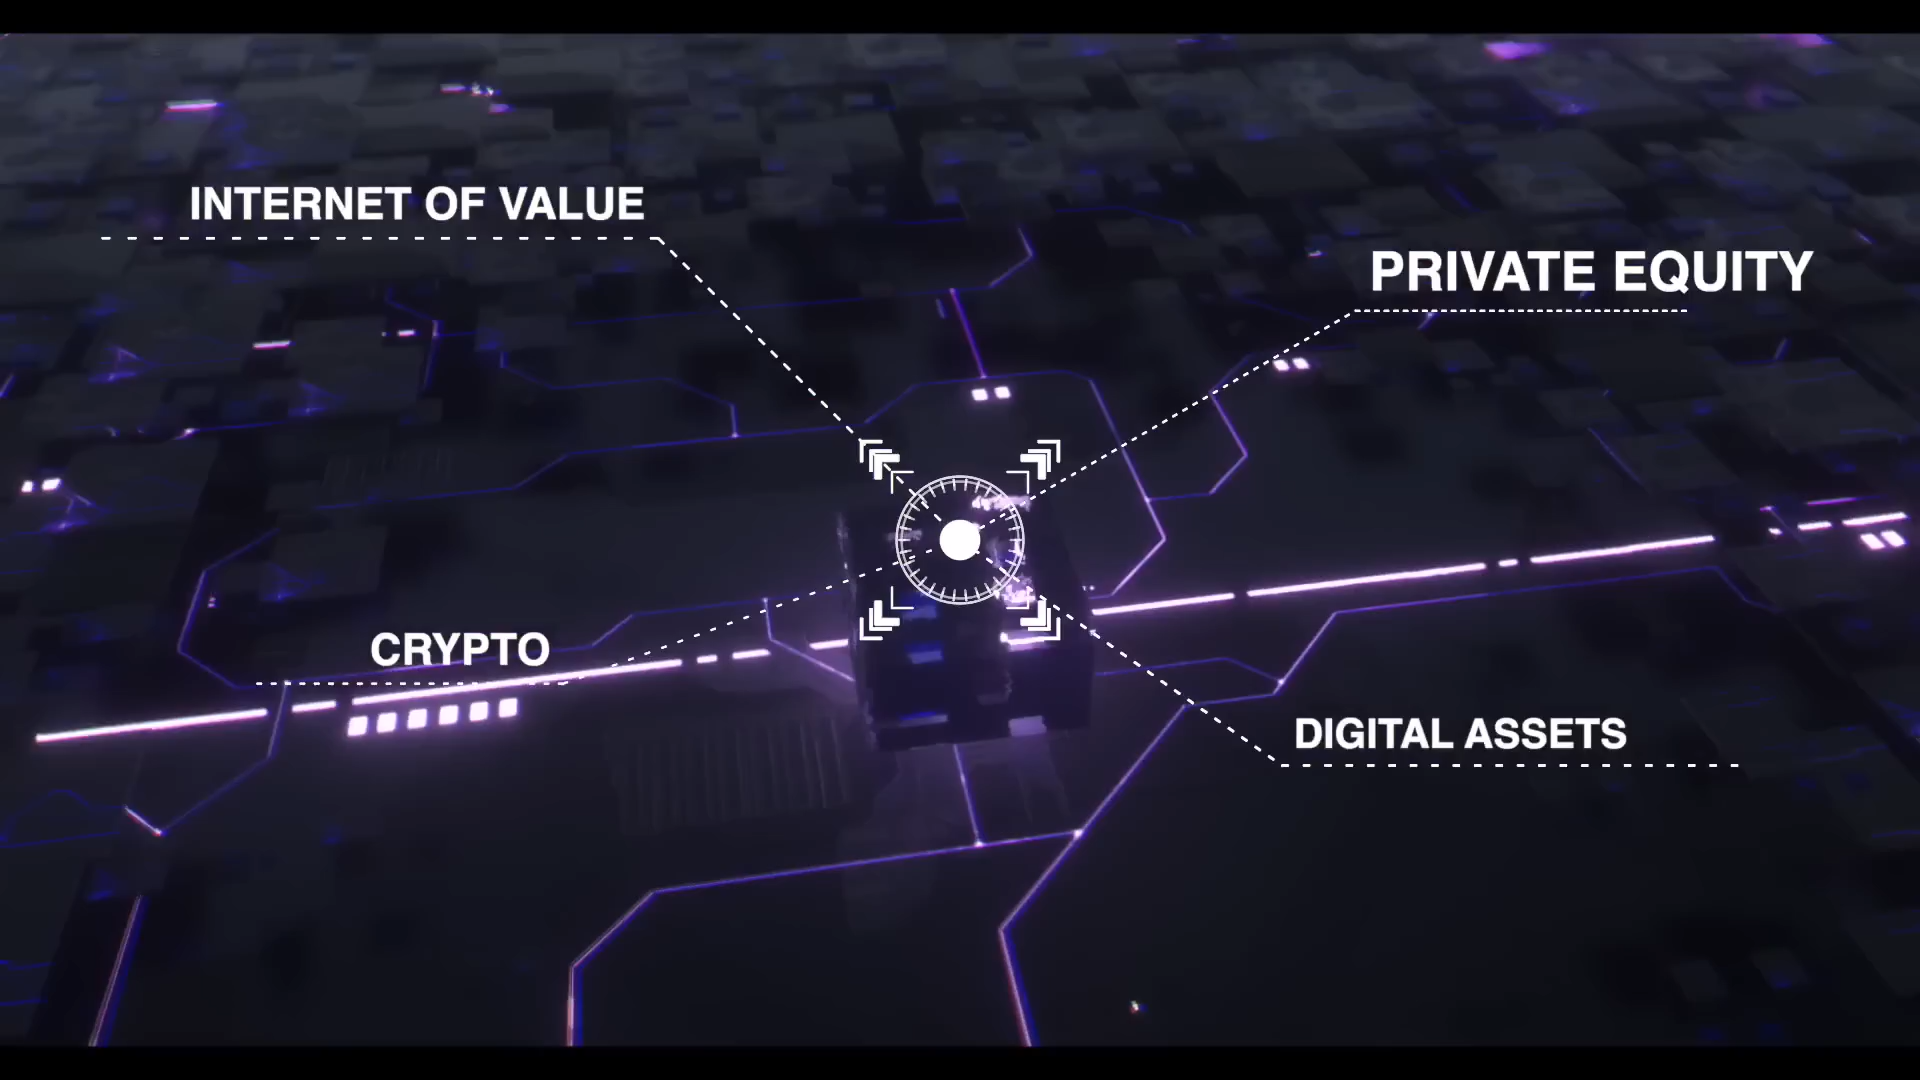 INTERNET OF VALUE
PRIVATE EQUITY
CRYPTO
DIGITAL ASSETS